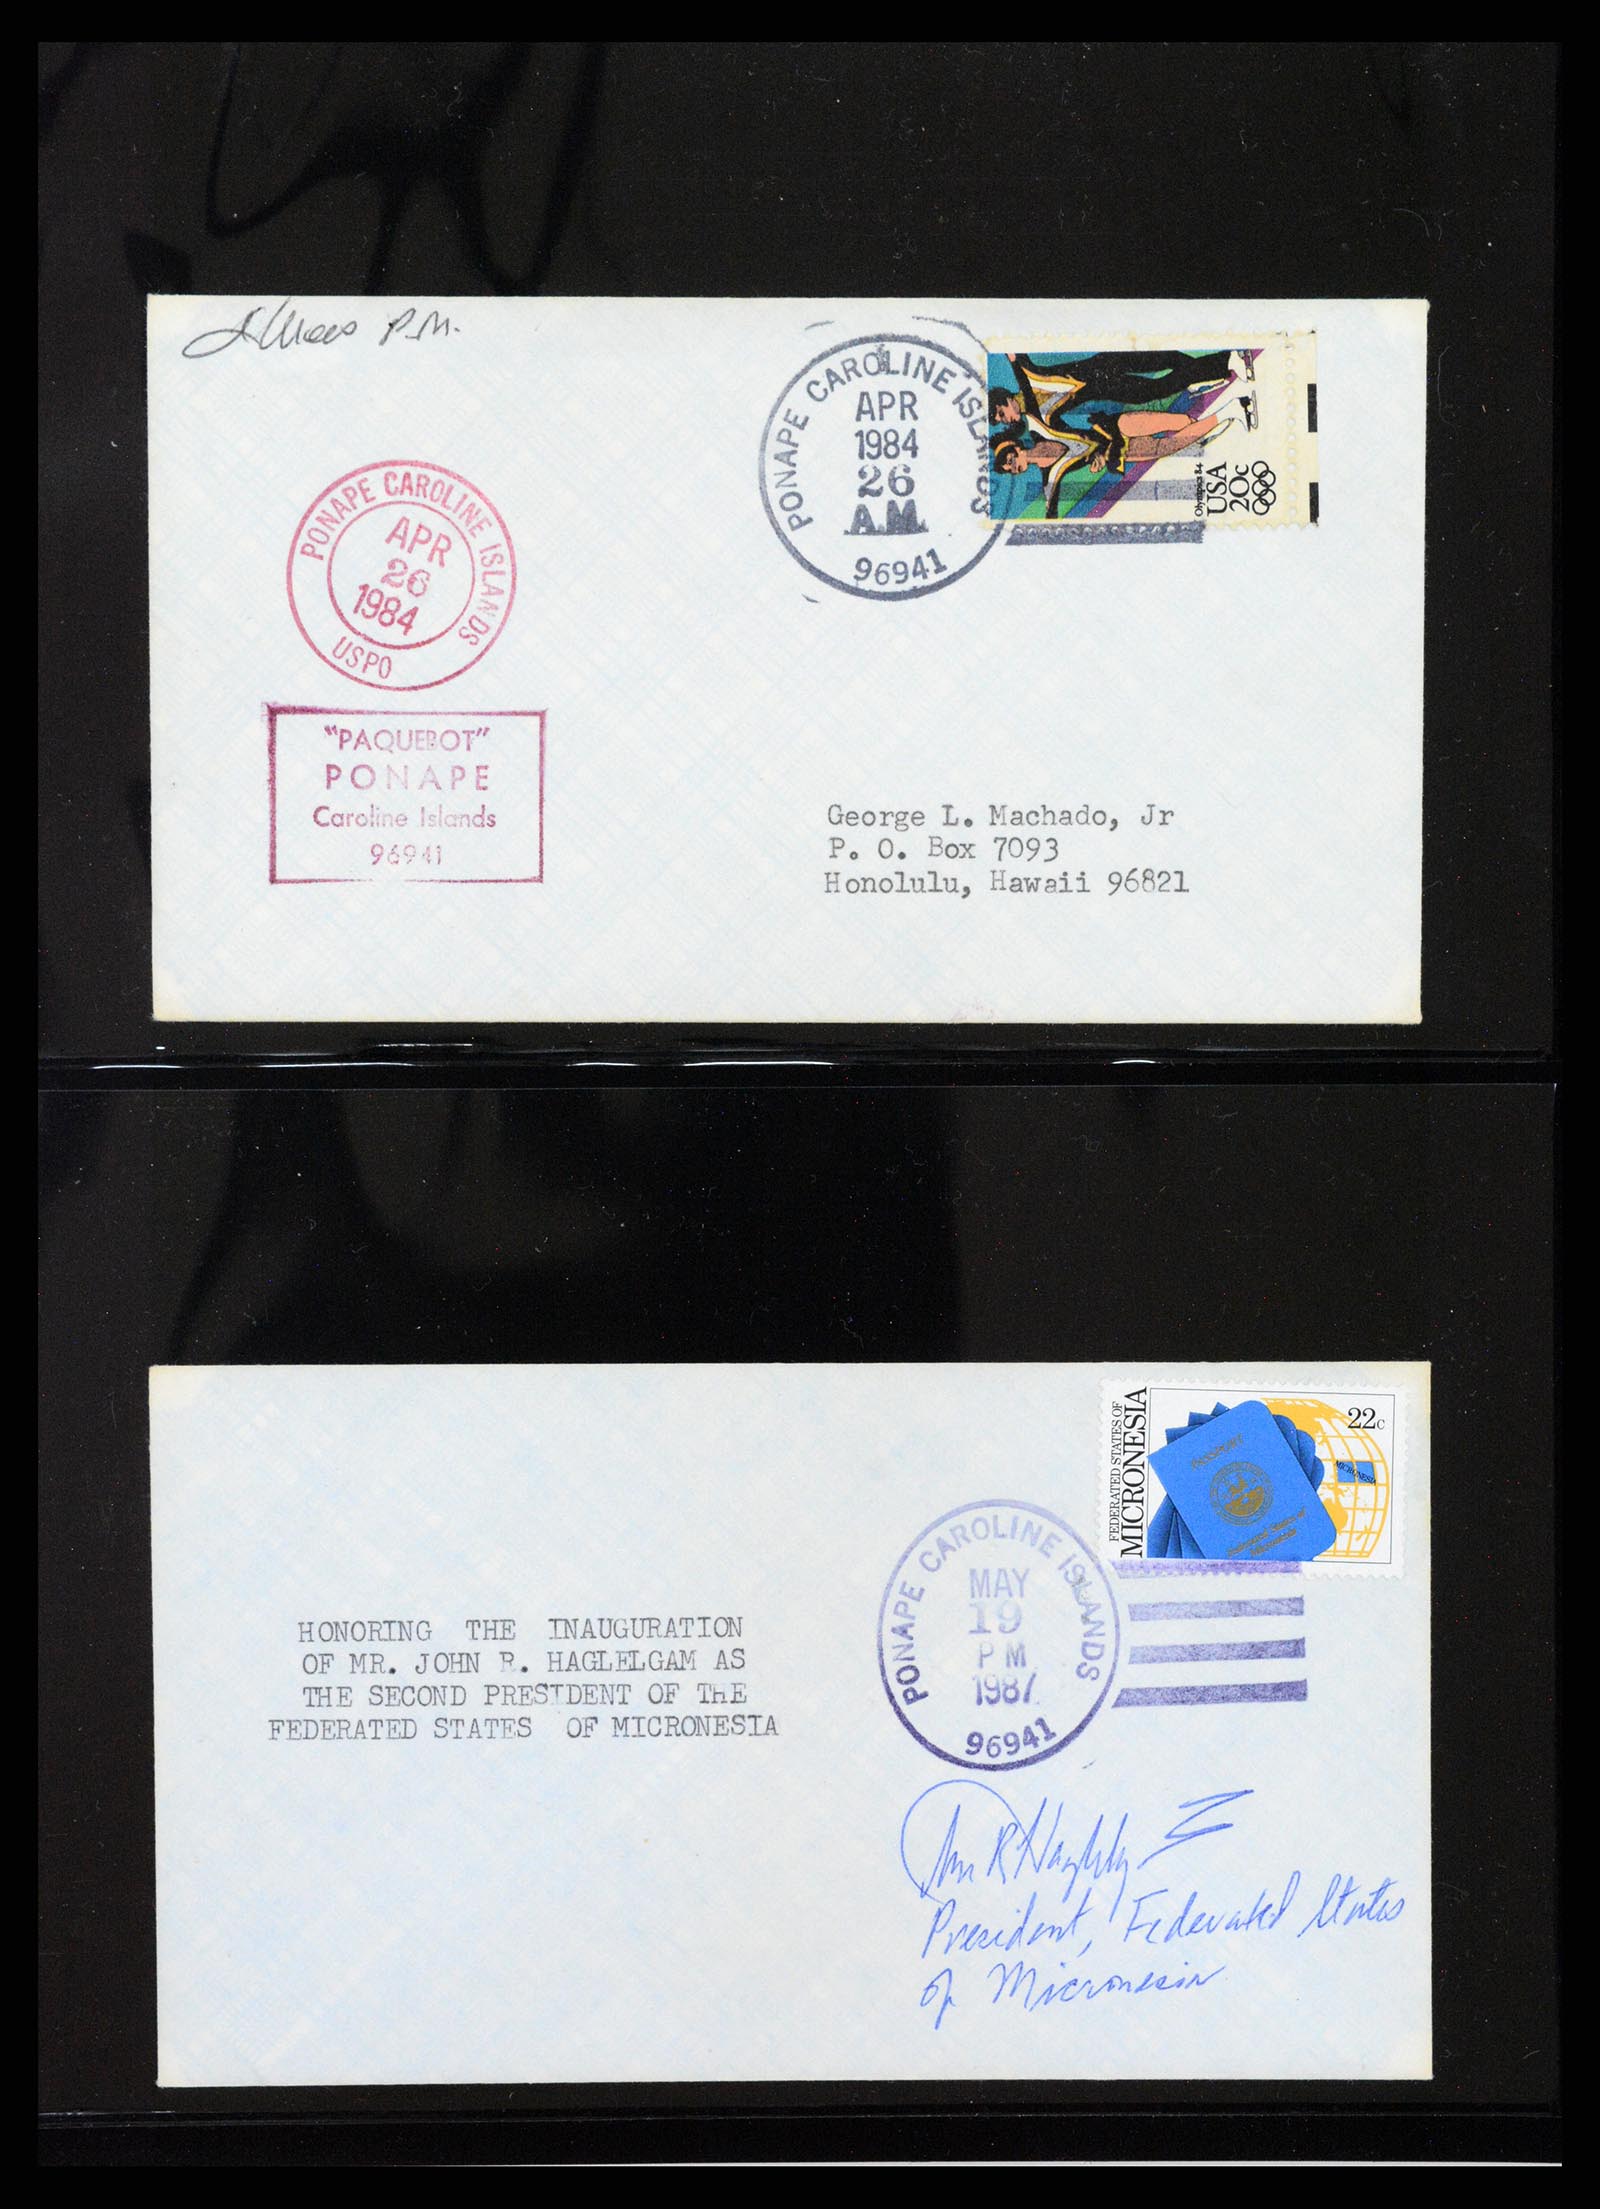 P.M.
PONAPE CAROLINE ISLANDS
APR
1984
26
A.M.
96941
Olympics 84
USA
20c
PONAPE CAROLINE ISLANDS
APR
26
1984
USPO
"PAQUEBOT"
PONAPE
Caroline Islands
96941
George L. Machado, Jr
P. O. Box 7093
Honolulu, Hawaii 96821
FEDERATED STATES OF
MICRONESIA
22c
MICRONESIA
PASSPORT
PONAPE CAROLINE ISLANDS
MAY
19
PM
1987
96941
HONORING THE INAUGURATION
OF MR. JOHN R. HAGLELGAM AS
THE SECOND PRESIDENT OF THE
FEDERATED STATES OF MICRONESIA
President, Federated States
of Micronesia